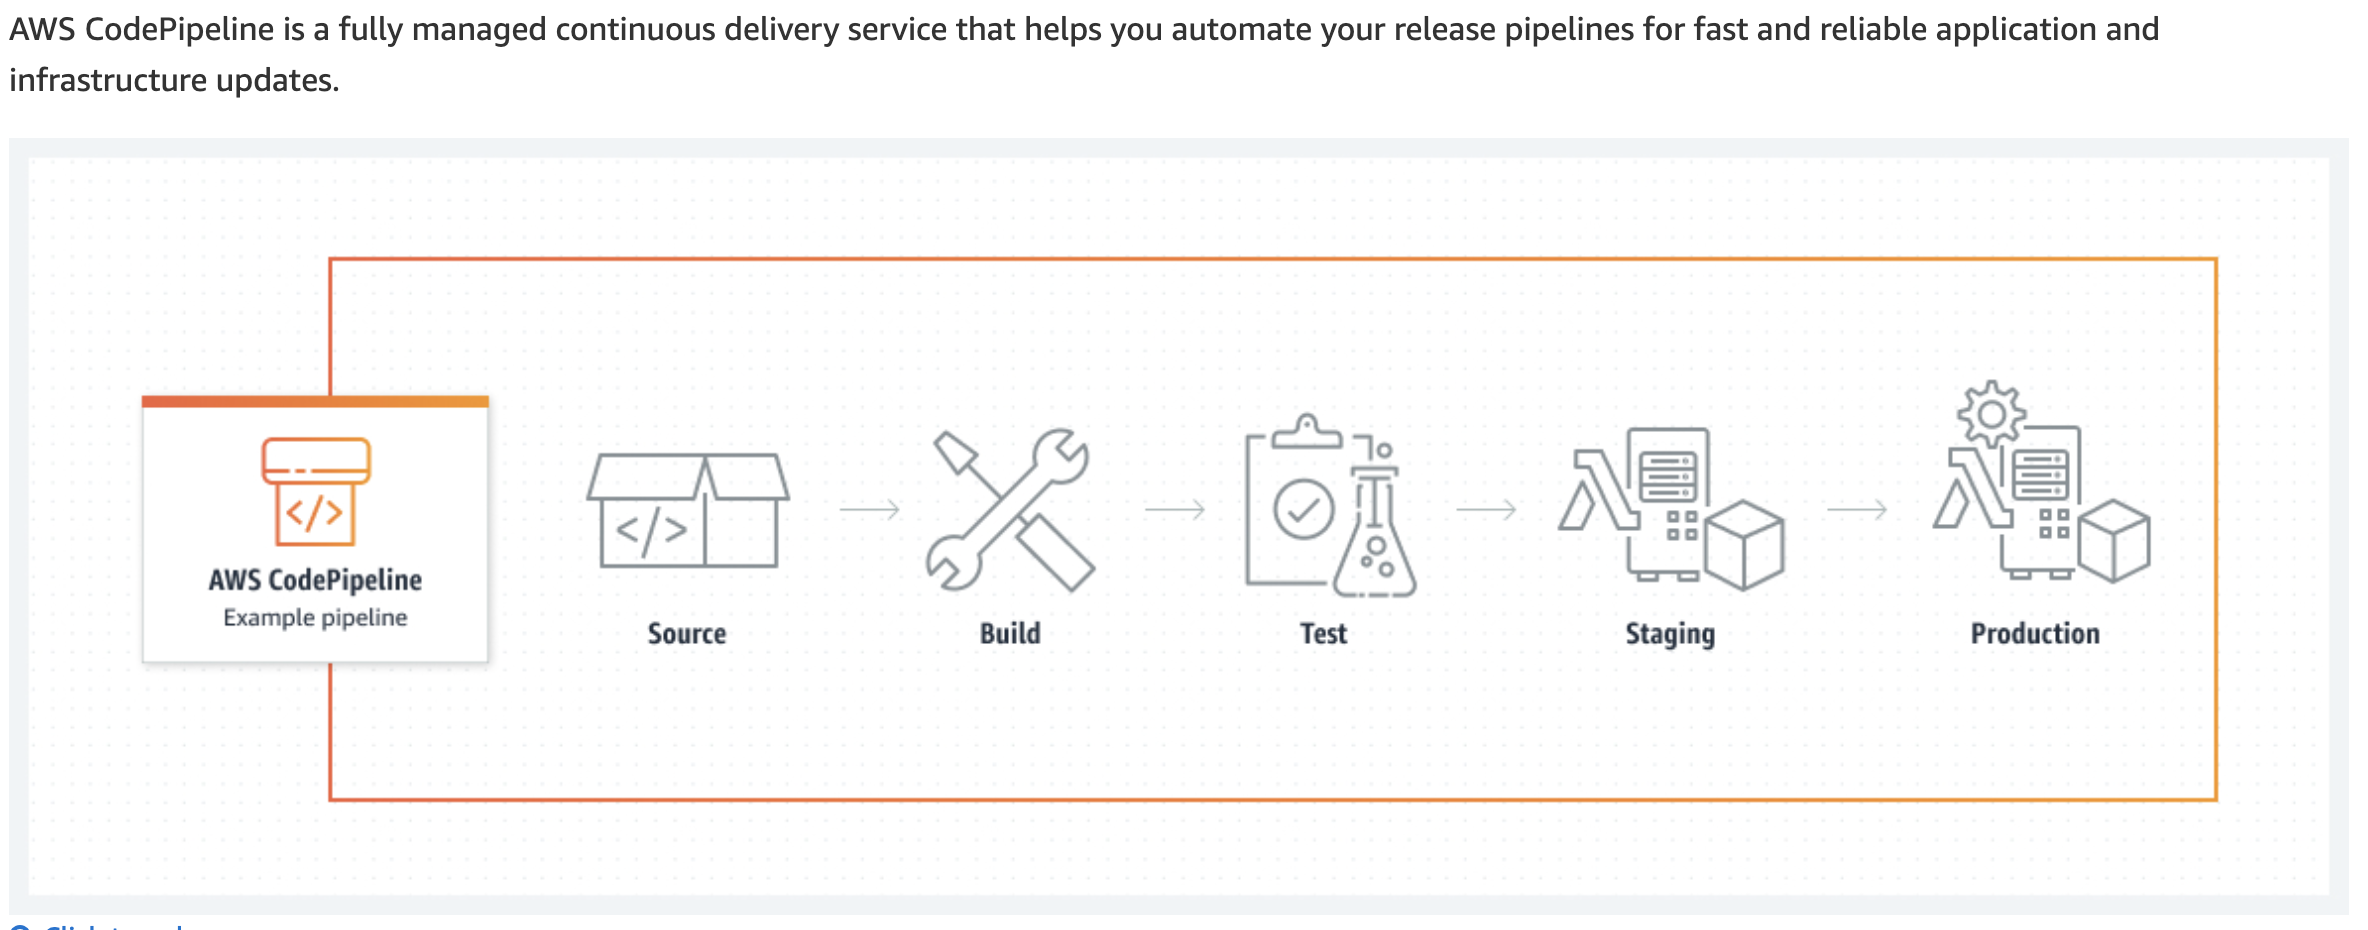 AWS CodePipeline is a fully managed continuous delivery service that helps you automate your release pipelines for fast and reliable application and
infrastructure updates.
</>
AWS CodePipeline
Example pipeline
</>
Source
Build
Test
Staging
Production